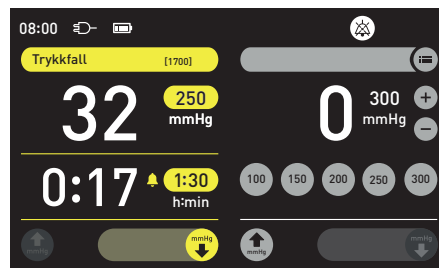 08:00
Trykkfall [1700]
32 250 mmHg
0 300 mmHg + −
0:17 1:30 h:min
100 150 200 250 300
mmHg mmHg mmHg mmHg